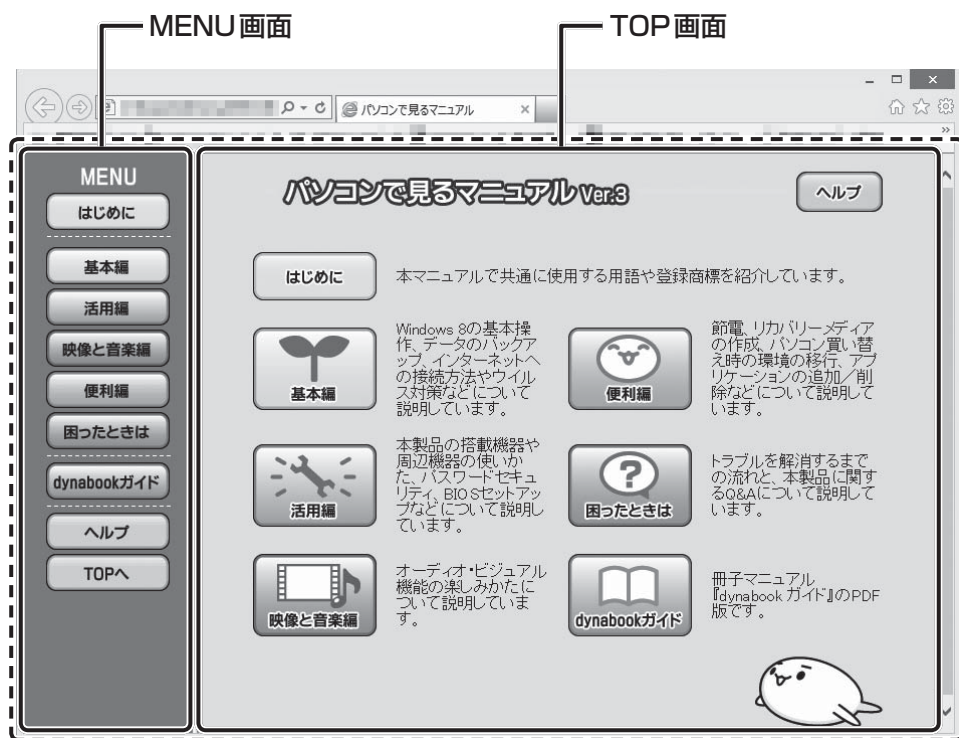 MENU画面
TOP画面
パソコンで見るマニュアル
MENU
はじめに
基本編
活用編
映像と音楽編
便利編
困ったときは
dynabookガイド
ヘルプ
TOPへ
パソコンで見るマニュアル Ver.3
ヘルプ
はじめに
本マニュアルで共通に使用する用語や登録商標を紹介しています。
基本編
Windows 8の基本操
作、データのバックア
ップ、インターネットへ
の接続方法やウイル
ス対策などについて
説明しています。
便利編
節電、リカバリーメディア
の作成、パソコン買い替
え時の環境の移行、アプ
リケーションの追加／削
除などについて説明して
います。
活用編
本製品の搭載機器や
周辺機器の使いか
た、パスワードセキュ
リティ、BIOSセットアッ
プなどについて説明し
ています。
困ったときは
トラブルを解消するまで
の流れと、本製品に関す
るQ&Aについて説明して
います。
映像と音楽編
オーディオ・ビジュアル
機能の楽しみかたに
ついて説明していま
す。
dynabookガイド
冊子マニュアル
『dynabook ガイド』のPDF
版です。